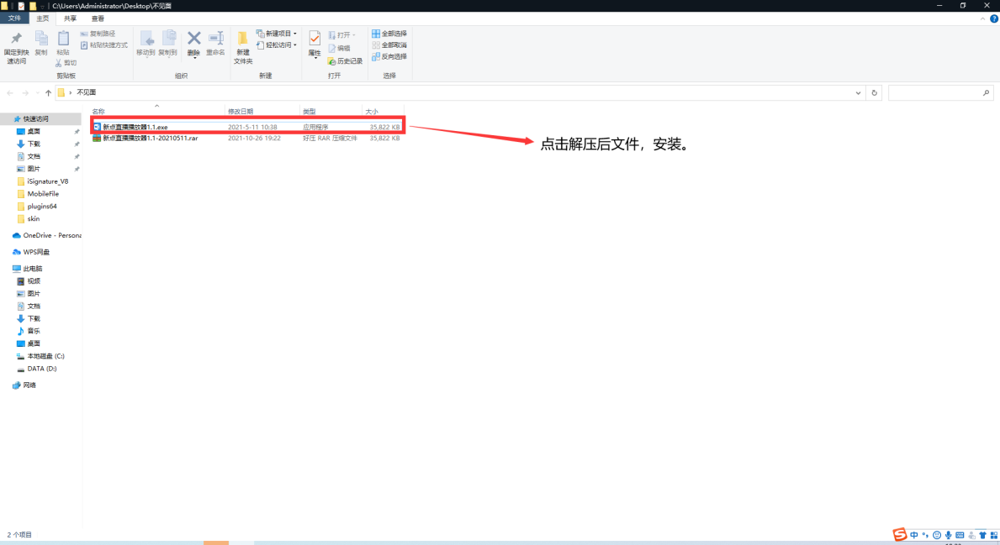 C:\Users\Administrator\Desktop\不见面
文件 主页 共享 查看
固定到快速访问 复制 粘贴 复制路径 粘贴快捷方式 剪切
移动到 复制到 删除 重命名 新建文件夹 新建项目 轻松访问
属性 打开 编辑 历史记录 全部选择 全部取消 反向选择
剪贴板 组织 新建 打开 选择
不见面
名称 修改日期 类型 大小
新点直播播放器1.1.exe 2021-5-11 10:38 应用程序 35,822 KB
新点直播播放器1.1-20210511.rar 2021-10-26 19:22 好压 RAR 压缩文件 35,822 KB
点击解压后文件，安装。
快速访问
桌面
下载
文档
图片
iSignature_V8
MobileFile
plugins64
skin
OneDrive - Persona
WPS网盘
此电脑
视频
图片
文档
下载
音乐
桌面
本地磁盘 (C:)
DATA (D:)
网络
2 个项目
中